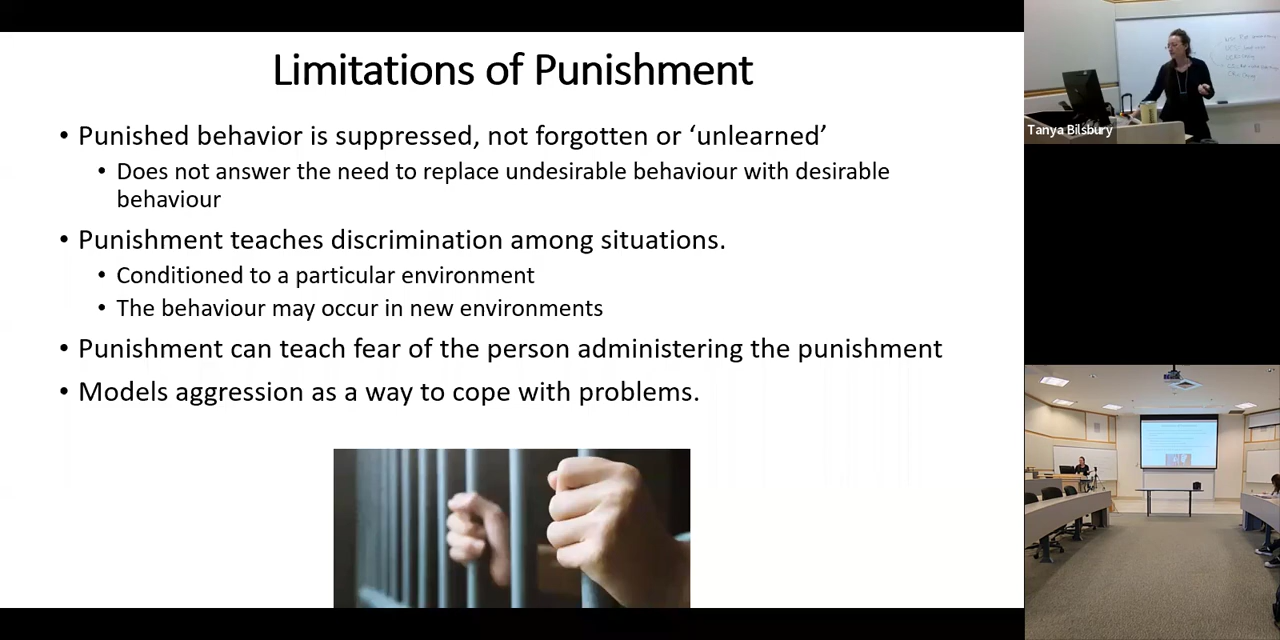 Limitations of Punishment
• Punished behavior is suppressed, not forgotten or ‘unlearned’
• Does not answer the need to replace undesirable behaviour with desirable
behaviour
• Punishment teaches discrimination among situations.
• Conditioned to a particular environment
• The behaviour may occur in new environments
• Punishment can teach fear of the person administering the punishment
• Models aggression as a way to cope with problems.
Tanya Bilsbury